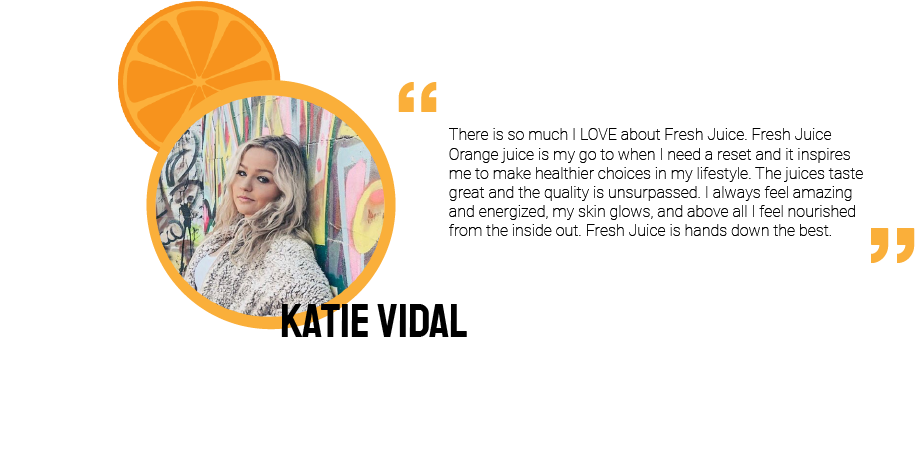 There is so much I LOVE about Fresh Juice. Fresh Juice
Orange juice is my go to when I need a reset and it inspires
me to make healthier choices in my lifestyle. The juices taste
great and the quality is unsurpassed. I always feel amazing
and energized, my skin glows, and above all I feel nourished
from the inside out. Fresh Juice is hands down the best.
KATIE VIDAL